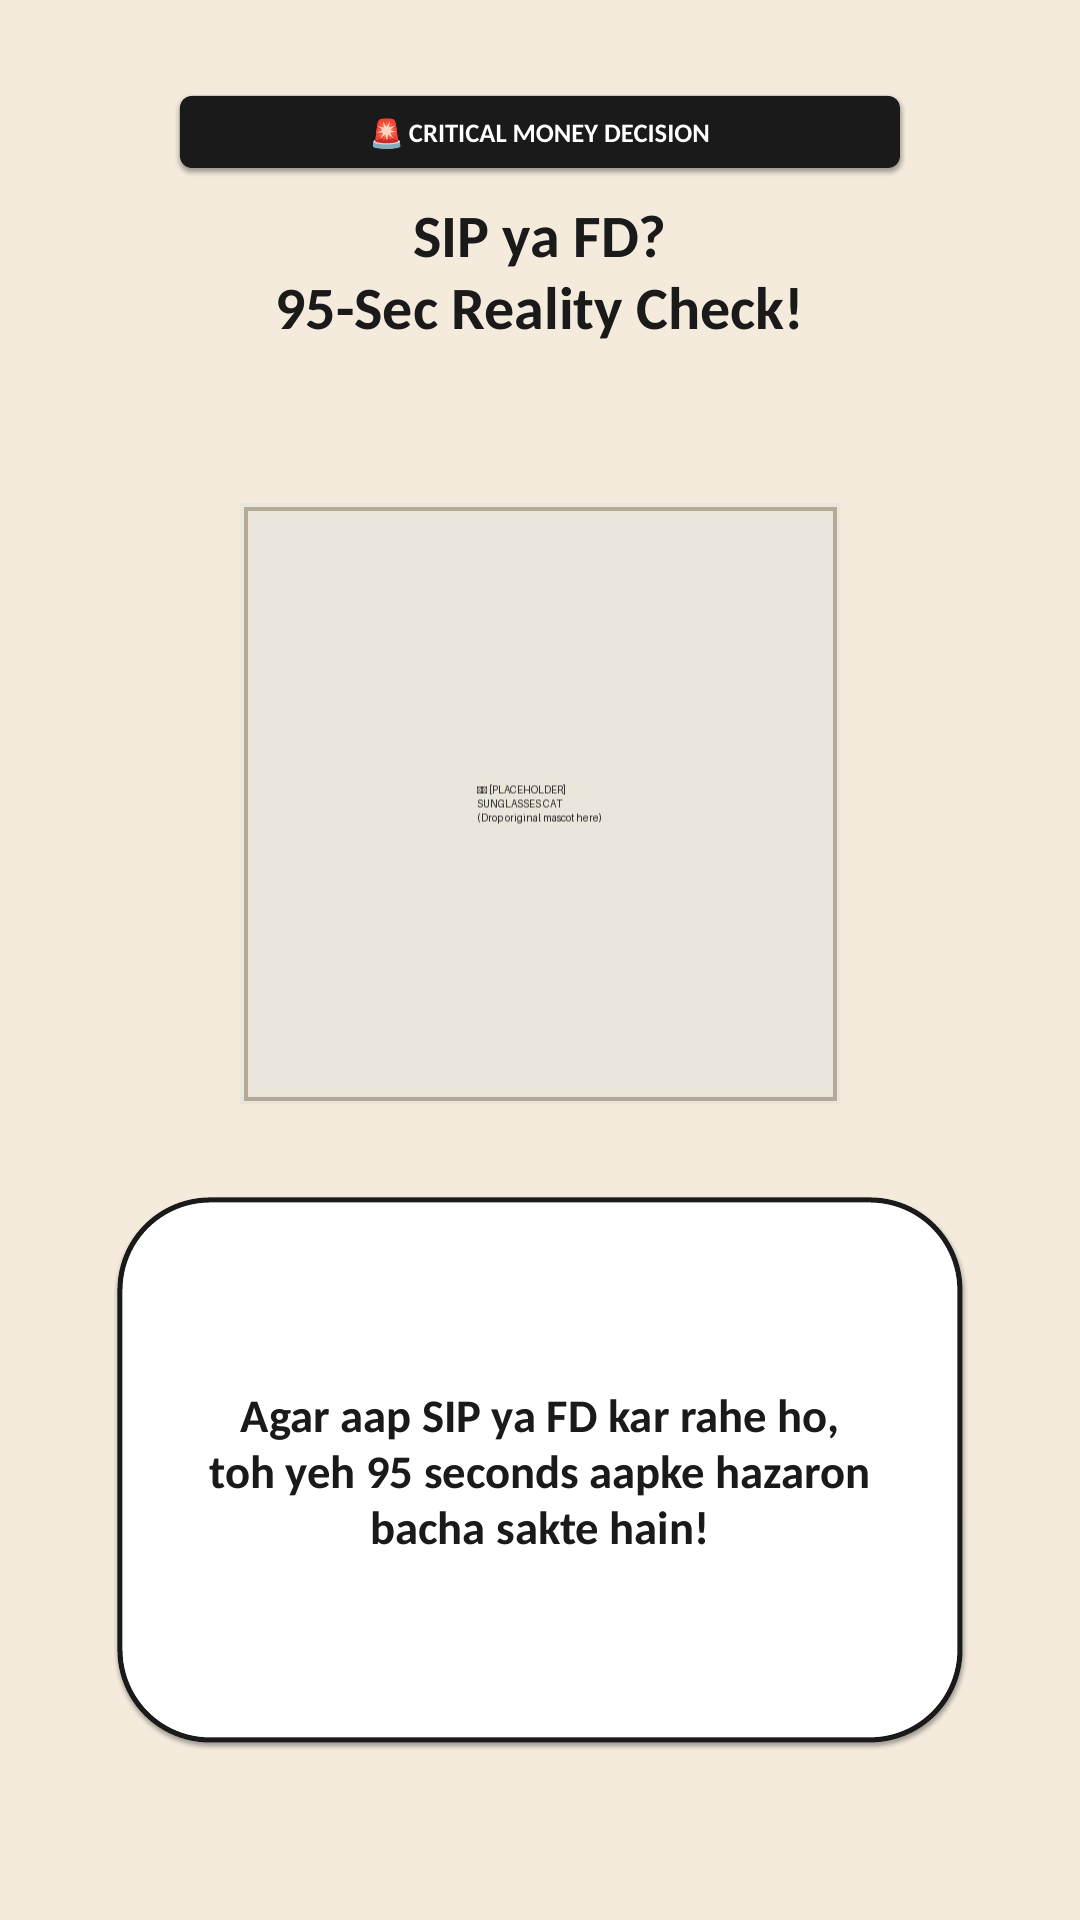 🚨 CRITICAL MONEY DECISION
SIP ya FD?
95-Sec Reality Check!
[PLACEHOLDER]
SUNGLASSES CAT
(Drop original mascot here)
Agar aap SIP ya FD kar rahe ho,
toh yeh 95 seconds aapke hazaron
bacha sakte hain!